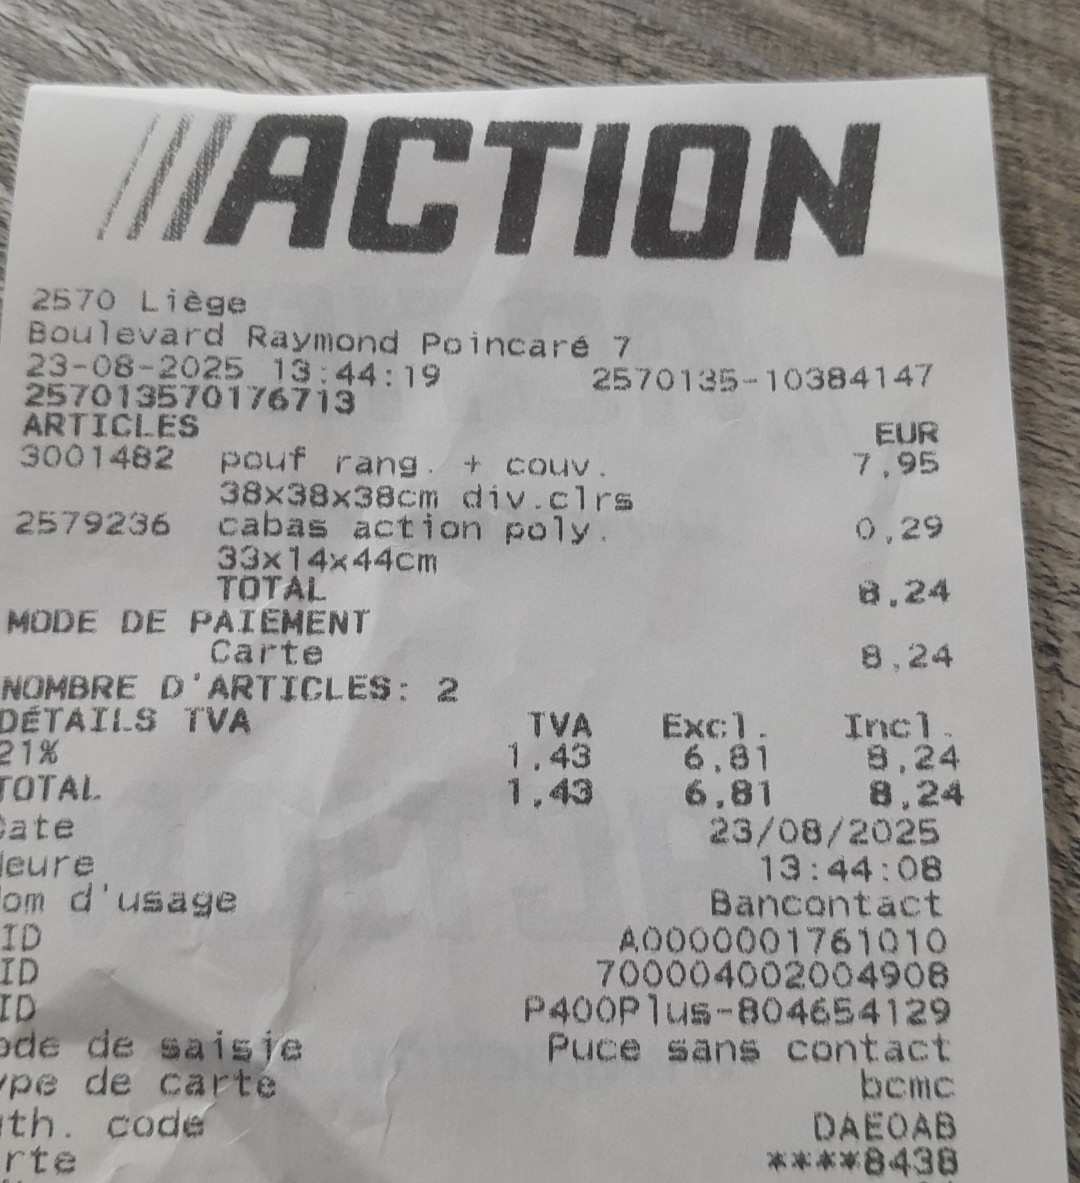 ACTION
2570 Liège
Boulevard Raymond Poincaré 7
23-08-2025 13:44:19 2570135-10384147
257013570176713
ARTICLES EUR
3001482 pouf rang. + couv. 7,95
38x38x38cm div.clrs
2579236 cabas action poly. 0,29
33x14x44cm
TOTAL 8,24
MODE DE PAIEMENT
Carte 8,24
NOMBRE D'ARTICLES: 2
DÉTAILS TVA TVA Excl. Incl.
21% 1,43 6,81 8,24
TOTAL 1,43 6,81 8,24
ate 23/08/2025
eure 13:44:08
om d'usage Bancontact
ID A0000001761010
ID 700004002004908
ID P400Plus-804654129
ode de saisie Puce sans contact
ype de carte bcmc
th. code DAE0AB
rte ****8438